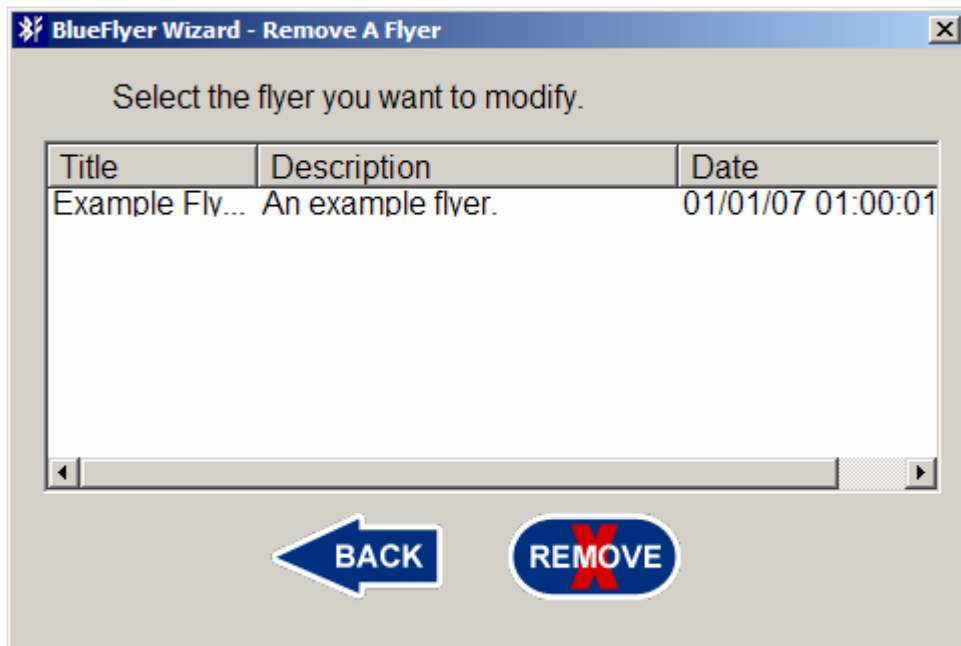 BlueFlyer Wizard - Remove A Flyer
Select the flyer you want to modify.
Title Description Date
Example Fly... An example flyer. 01/01/07 01:00:01
BACK REMOVE